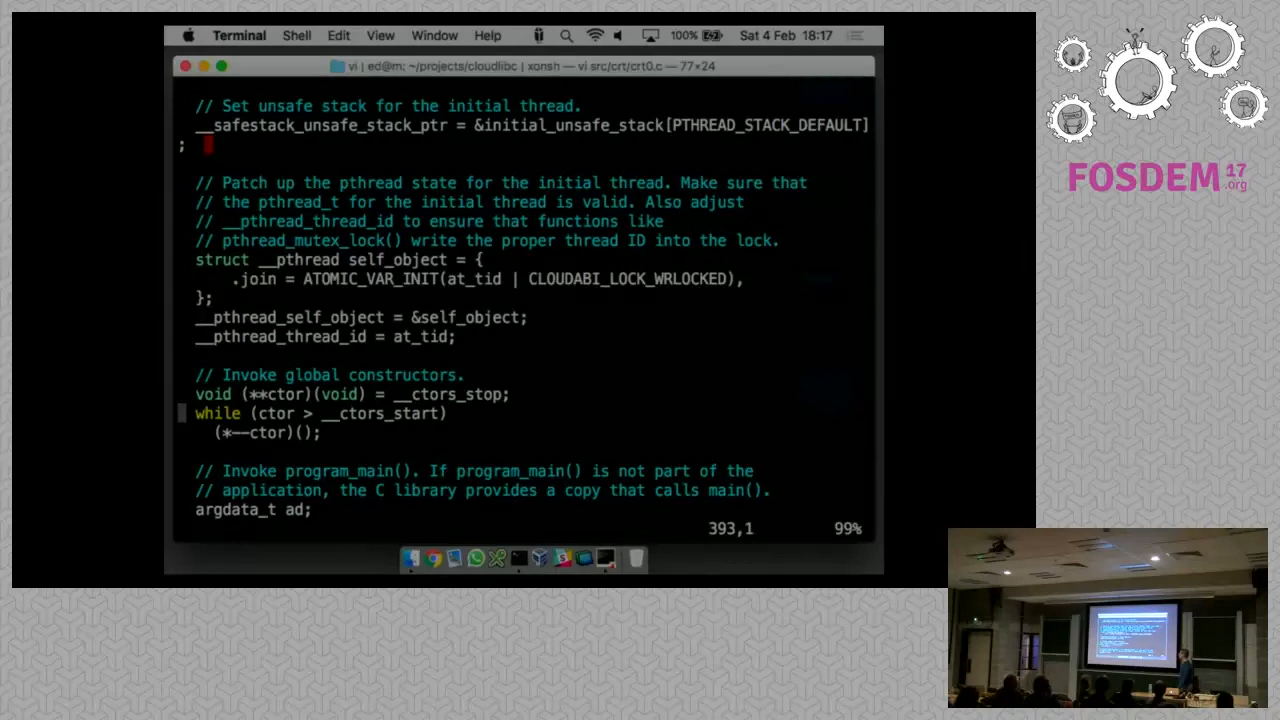 Terminal Shell Edit View Window Help 100% Sat 4 Feb 18:17
vi | ed@m: ~/projects/cloudlibc | xonsh — vi src/crt/crt0.c — 77×24
// Set unsafe stack for the initial thread.
__safestack_unsafe_stack_ptr = &initial_unsafe_stack[PTHREAD_STACK_DEFAULT]
;
// Patch up the pthread state for the initial thread. Make sure that
// the pthread_t for the initial thread is valid. Also adjust
// __pthread_thread_id to ensure that functions like
// pthread_mutex_lock() write the proper thread ID into the lock.
struct __pthread self_object = {
.join = ATOMIC_VAR_INIT(at_tid | CLOUDABI_LOCK_WRLOCKED),
};
__pthread_self_object = &self_object;
__pthread_thread_id = at_tid;
// Invoke global constructors.
void (**ctor)(void) = __ctors_stop;
while (ctor > __ctors_start)
(*--ctor)();
// Invoke program_main(). If program_main() is not part of the
// application, the C library provides a copy that calls main().
argdata_t ad;
393,1 99%
FOSDEM 17
.org